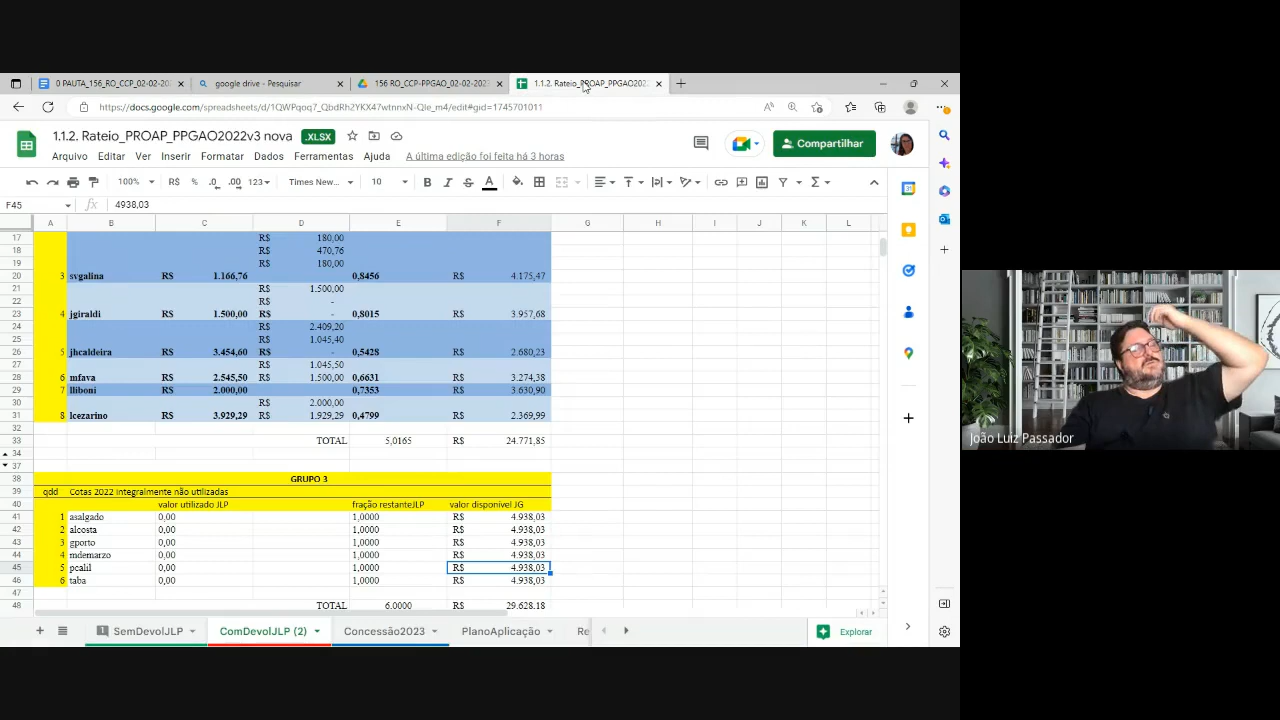 0 PAUTA_156_RO_CCP_02-02-202
google drive - Pesquisar
156 RO_CCP-PPGAO_02-02-202
1.1.2. Rateio_PROAP_PPGAO2022
https://docs.google.com/spreadsheets/d/1QWPqoq7_QbdRh2YKX47wtnnxN-Qle_m4/edit#gid=1745701011
1.1.2. Rateio_PROAP_PPGAO2022v3 nova .XLSX
Compartilhar
Arquivo Editar Ver Inserir Formatar Dados Ferramentas Ajuda A última edição foi feita há 3 horas
100% R$ % .0 .00 123 Times New... 10 B I S A
F45 fx 4938,03
A B C D E F G H I J K L
17 R$ 180,00
18 R$ 470,76
19 R$ 180,00
20 3 svgalina R$ 1.166,76 0,8456 R$ 4.175,47
21 R$ 1.500,00
22 R$ -
23 4 jgiraldi R$ 1.500,00 R$ - 0,8015 R$ 3.957,68
24 R$ 2.409,20
25 R$ 1.045,40
26 5 jhcaldeira R$ 3.454,60 R$ - 0,5428 R$ 2.680,23
27 R$ 1.045,50
28 6 mfava R$ 2.545,50 R$ 1.500,00 0,6631 R$ 3.274,38
29 7 lliboni R$ 2.000,00 0,7353 R$ 3.630,90
30 R$ 2.000,00
31 8 lcezarino R$ 3.929,29 R$ 1.929,29 0,4799 R$ 2.369,99
32
33 TOTAL 5,0165 R$ 24.771,85
34
37
38 GRUPO 3
39 qdd Cotas 2022 integralmente não utilizadas
40 valor utilizado JLP fração restanteJLP valor disponível JG
41 1 asalgado 0,00 1,0000 R$ 4.938,03
42 2 alcosta 0,00 1,0000 R$ 4.938,03
43 3 gporto 0,00 1,0000 R$ 4.938,03
44 4 mdemarzo 0,00 1,0000 R$ 4.938,03
45 5 pcalil 0,00 1,0000 R$ 4.938,03
46 6 taba 0,00 1,0000 R$ 4.938,03
47
48 TOTAL 6,0000 R$ 29.628,18
SemDevolJLP ComDevolJLP (2) Concessão2023 PlanoAplicação Re
Explorar
João Luiz Passador